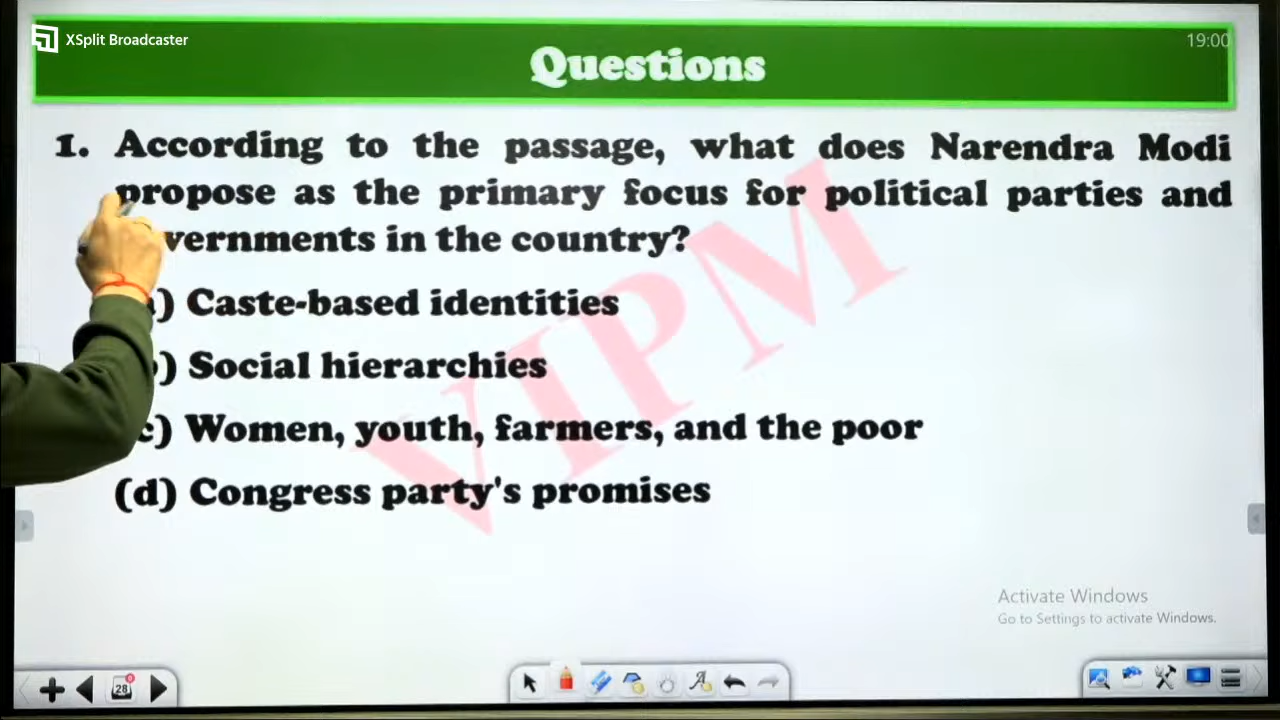 XSplit Broadcaster
19:00
Questions
1. According to the passage, what does Narendra Modi
propose as the primary focus for political parties and
vernments in the country?
) Caste-based identities
) Social hierarchies
c) Women, youth, farmers, and the poor
(d) Congress party's promises
VIPM
Activate Windows
Go to Settings to activate Windows.
28